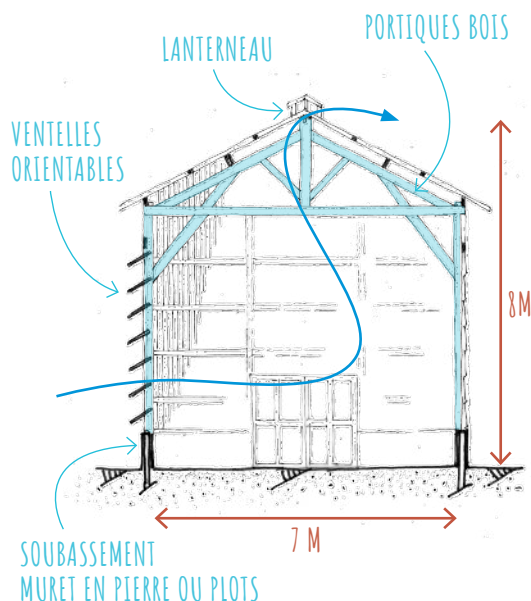 PORTIQUES BOIS
LANTERNEAU
VENTELLES
ORIENTABLES
8M
7 M
SOUBASSEMENT
MURET EN PIERRE OU PLOTS